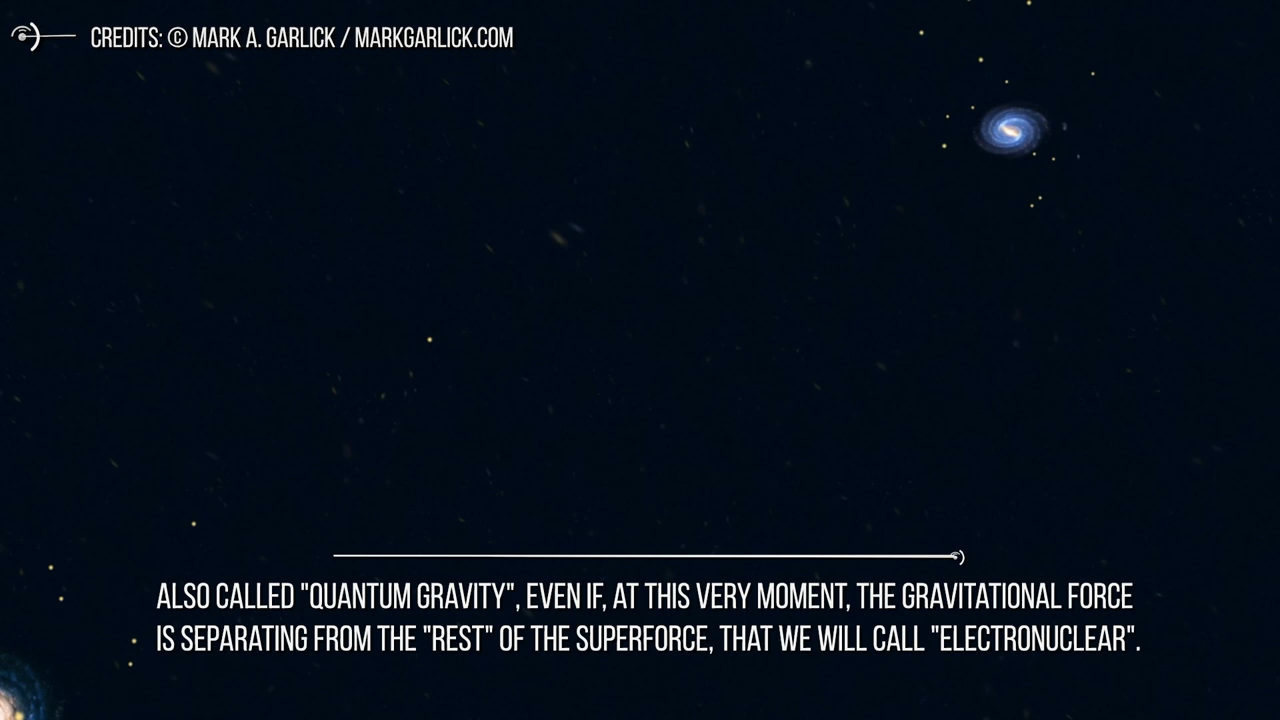 CREDITS: © MARK A. GARLICK / MARKGARLICK.COM
ALSO CALLED "QUANTUM GRAVITY", EVEN IF, AT THIS VERY MOMENT, THE GRAVITATIONAL FORCE
IS SEPARATING FROM THE "REST" OF THE SUPERFORCE, THAT WE WILL CALL "ELECTRONUCLEAR".